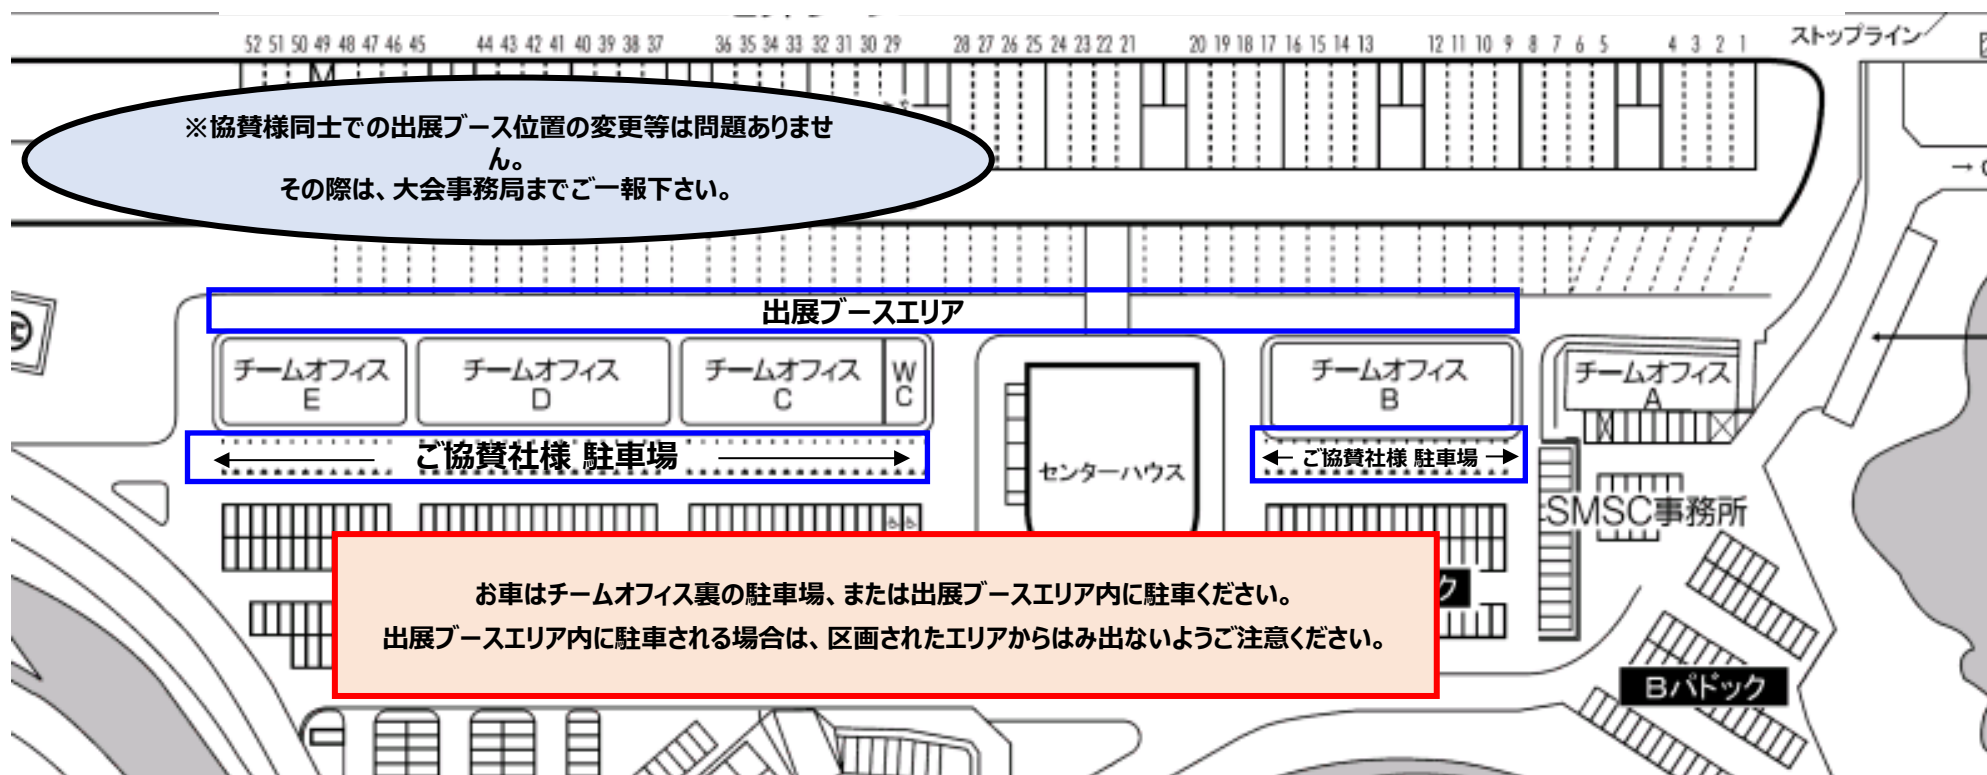 52 51 50 49 48 47 46 45 44 43 42 41 40 39 38 37 36 35 34 33 32 31 30 29 28 27 26 25 24 23 22 21 20 19 18 17 16 15 14 13 12 11 10 9 8 7 6 5 4 3 2 1
ストップライン
※協賛様同士での出展ブース位置の変更等は問題ありませ
ん。
その際は、大会事務局までご一報下さい。
出展ブースエリア
チームオフィス
E
チームオフィス
D
チームオフィス
C
W
C
チームオフィス
B
チームオフィス
A
ご協賛社様 駐車場
センターハウス
ご協賛社様 駐車場
SMSC事務所
お車はチームオフィス裏の駐車場、または出展ブースエリア内に駐車ください。
出展ブースエリア内に駐車される場合は、区画されたエリアからはみ出ないようご注意ください。
ク
Bパドック